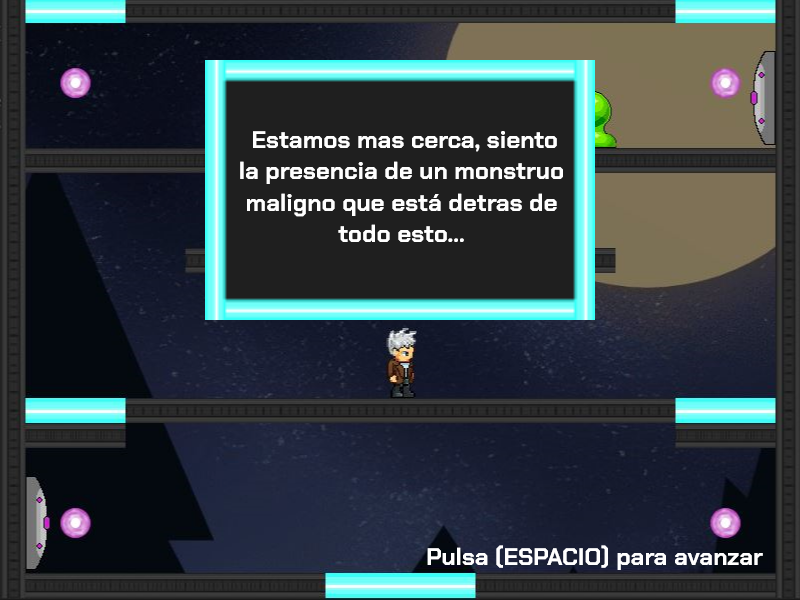 Estamos mas cerca, siento
la presencia de un monstruo
maligno que está detras de
todo esto...
Pulsa (ESPACIO) para avanzar